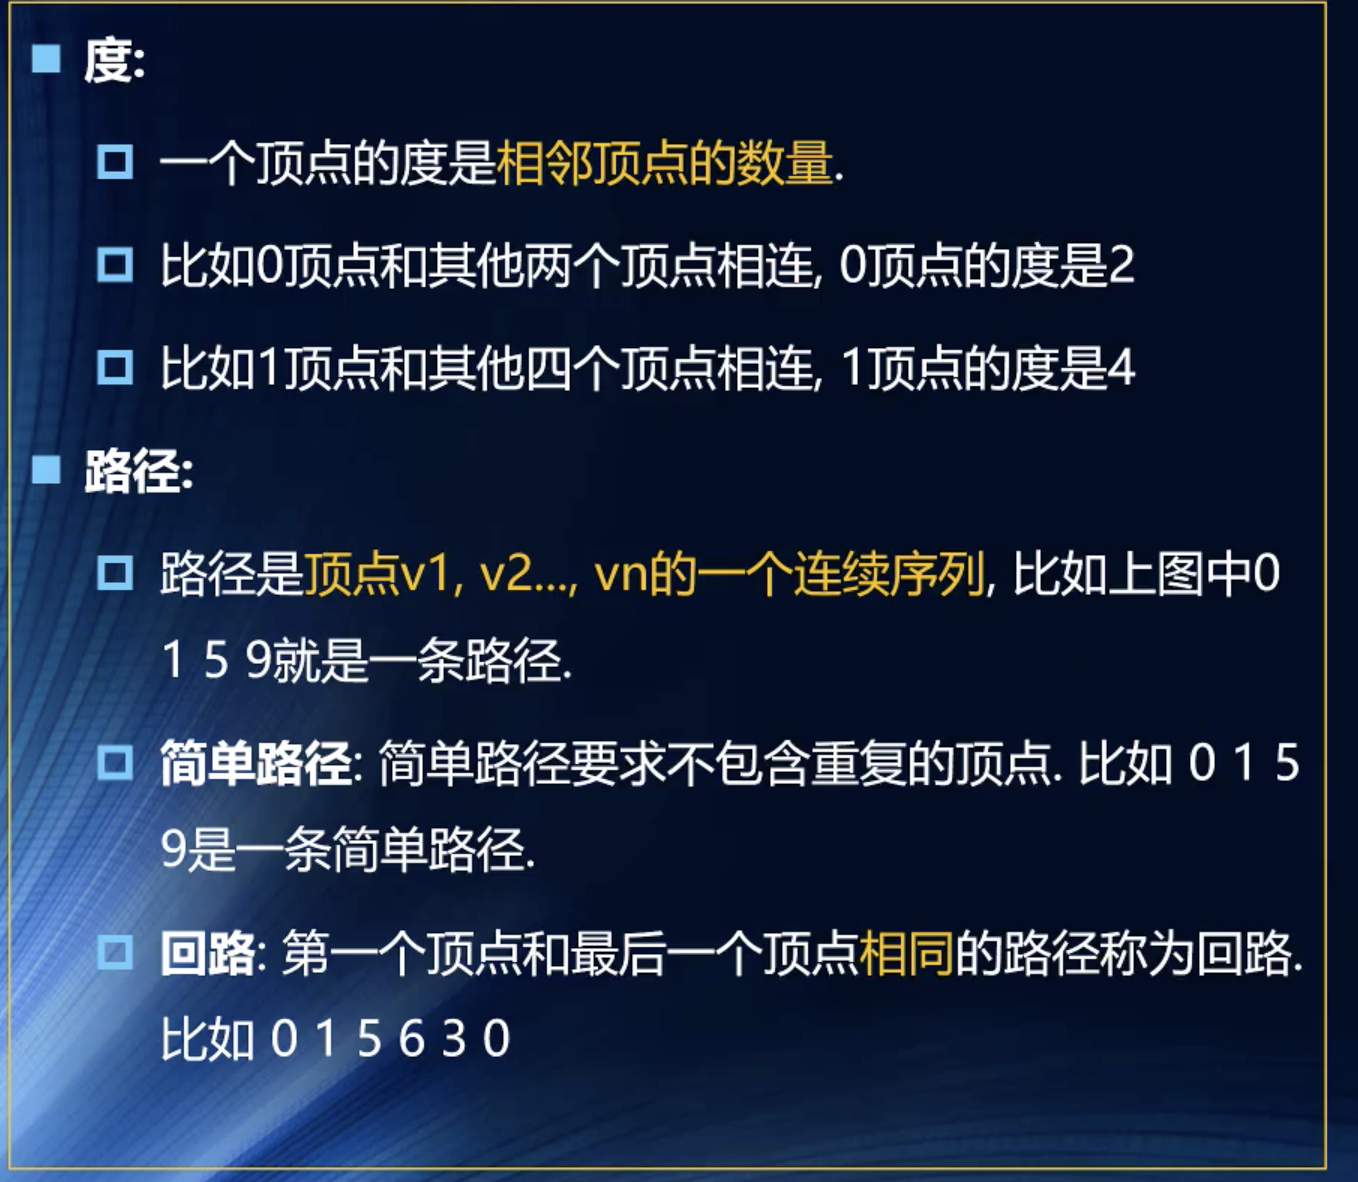 度:
一个顶点的度是相邻顶点的数量.
比如0顶点和其他两个顶点相连, 0顶点的度是2
比如1顶点和其他四个顶点相连, 1顶点的度是4
路径:
路径是顶点v1, v2..., vn的一个连续序列, 比如上图中0
1 5 9就是一条路径.
简单路径: 简单路径要求不包含重复的顶点. 比如 0 1 5
9是一条简单路径.
回路: 第一个顶点和最后一个顶点相同的路径称为回路.
比如 0 1 5 6 3 0